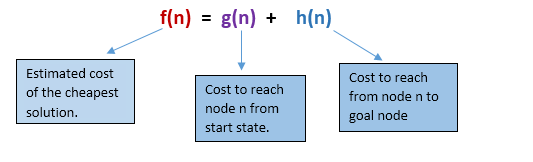 f(n) = g(n) + h(n)
Estimated cost
of the cheapest
solution.
Cost to reach
node n from
start state.
Cost to reach
from node n to
goal node